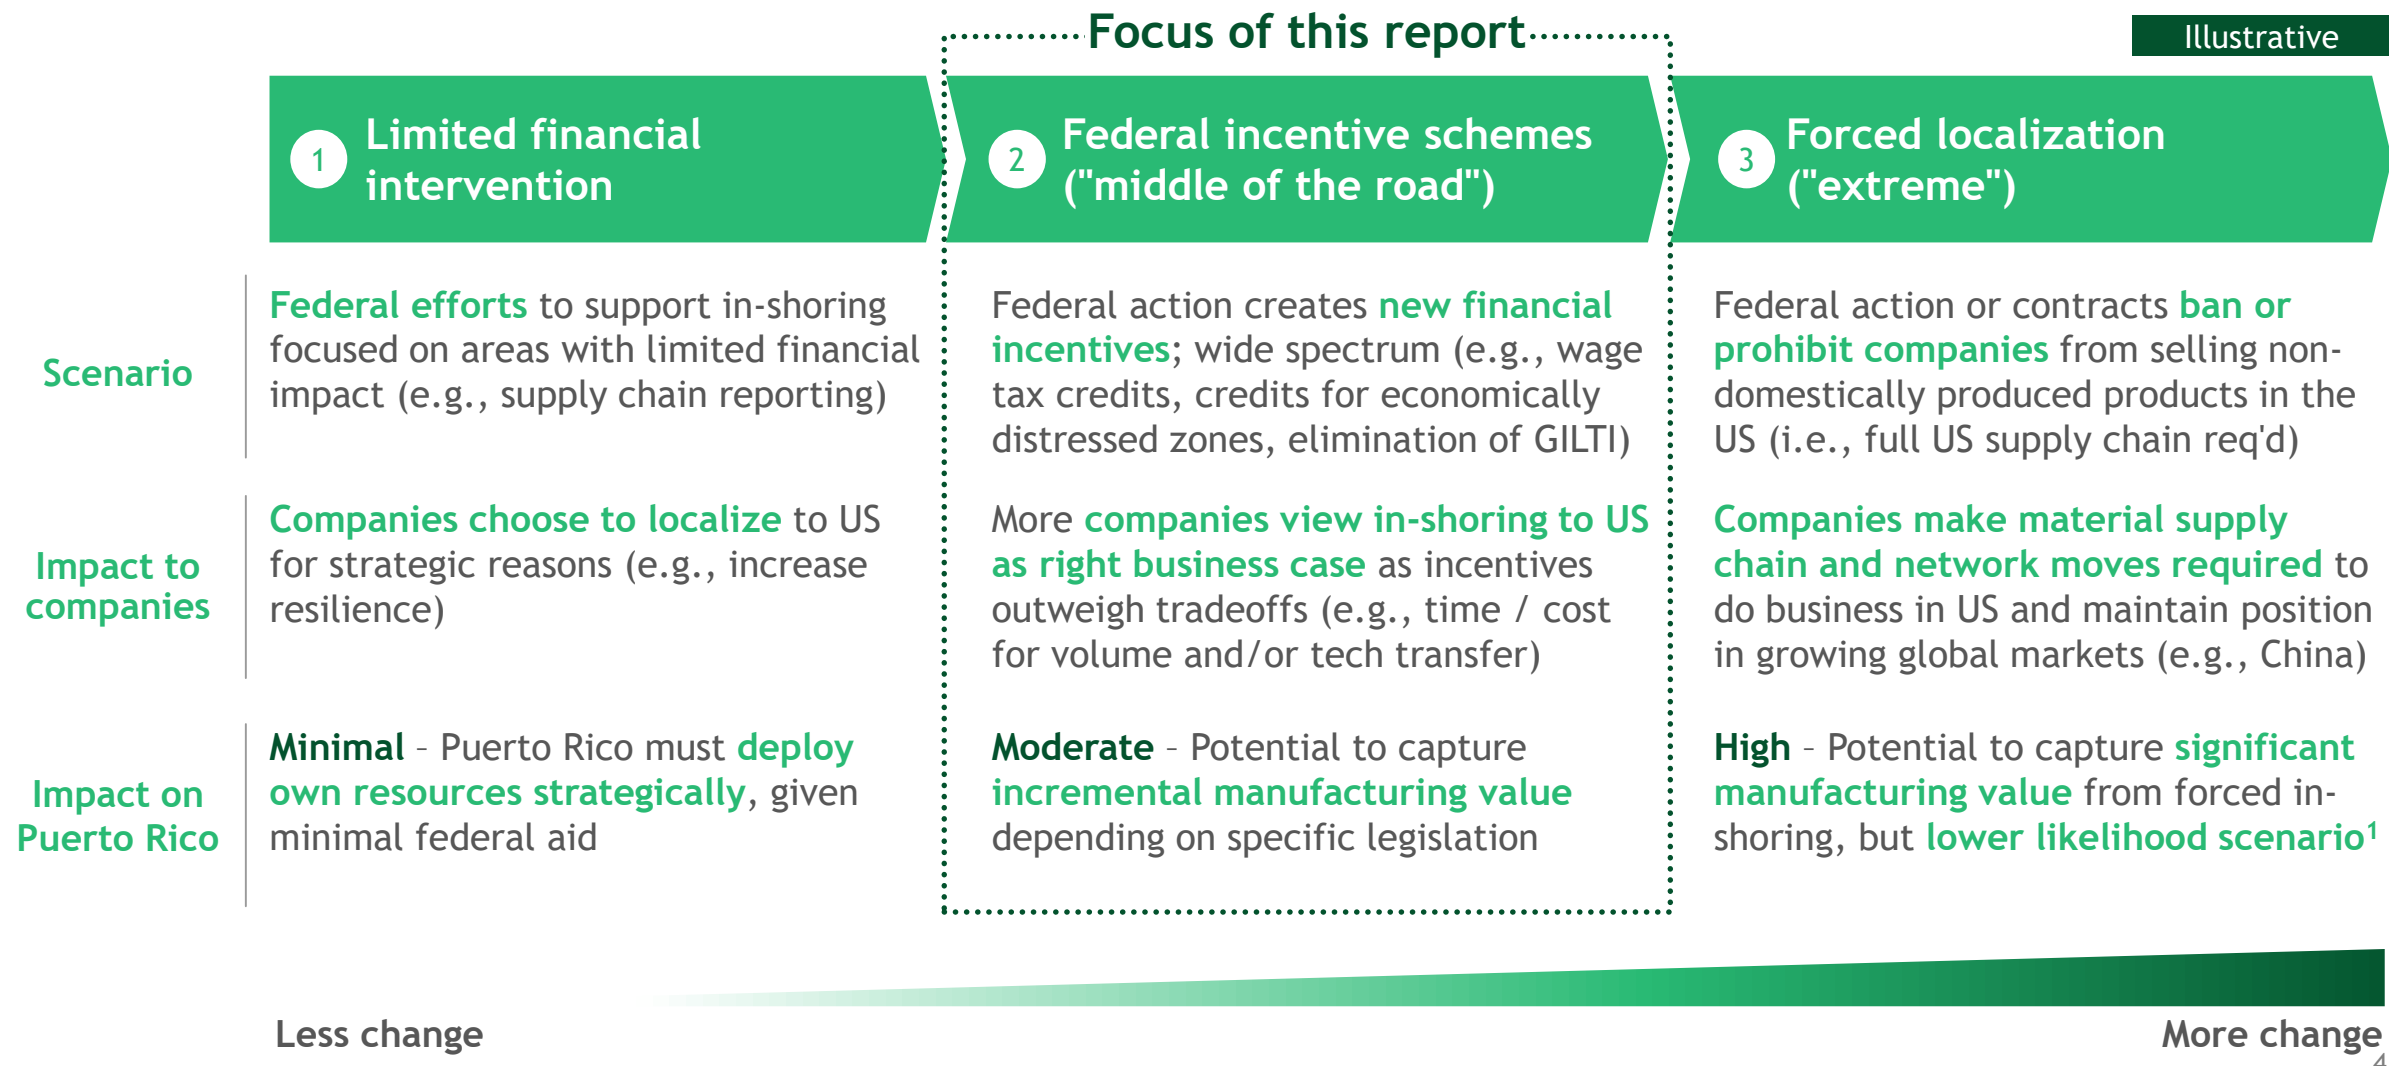 Focus of this report
Illustrative
1
Limited financial
intervention
2
Federal incentive schemes
("middle of the road")
3
Forced localization
("extreme")
Scenario
Federal efforts to support in-shoring
focused on areas with limited financial
impact (e.g., supply chain reporting)
Federal action creates new financial
incentives; wide spectrum (e.g., wage
tax credits, credits for economically
distressed zones, elimination of GILTI)
Federal action or contracts ban or
prohibit companies from selling non-
domestically produced products in the
US (i.e., full US supply chain req'd)
Impact to
companies
Companies choose to localize to US
for strategic reasons (e.g., increase
resilience)
More companies view in-shoring to US
as right business case as incentives
outweigh tradeoffs (e.g., time / cost
for volume and/or tech transfer)
Companies make material supply
chain and network moves required to
do business in US and maintain position
in growing global markets (e.g., China)
Impact on
Puerto Rico
Minimal – Puerto Rico must deploy
own resources strategically, given
minimal federal aid
Moderate – Potential to capture
incremental manufacturing value
depending on specific legislation
High – Potential to capture significant
manufacturing value from forced in-
shoring, but lower likelihood scenario¹
Less change
More change
4